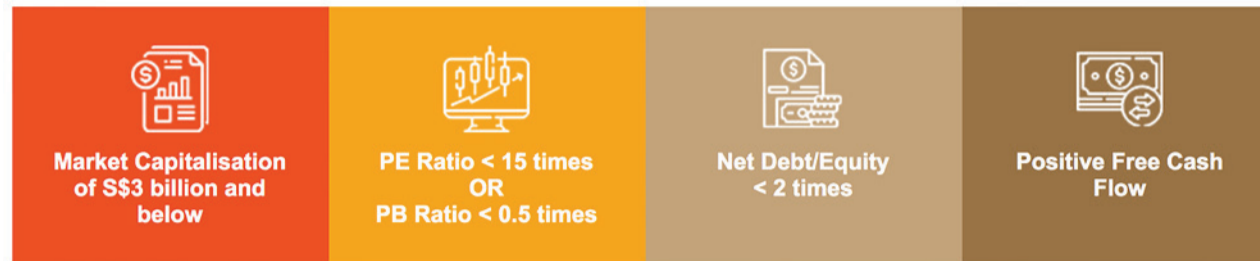 Market Capitalisation
of S$3 billion and
below
PE Ratio < 15 times
OR
PB Ratio < 0.5 times
Net Debt/Equity
< 2 times
Positive Free Cash
Flow